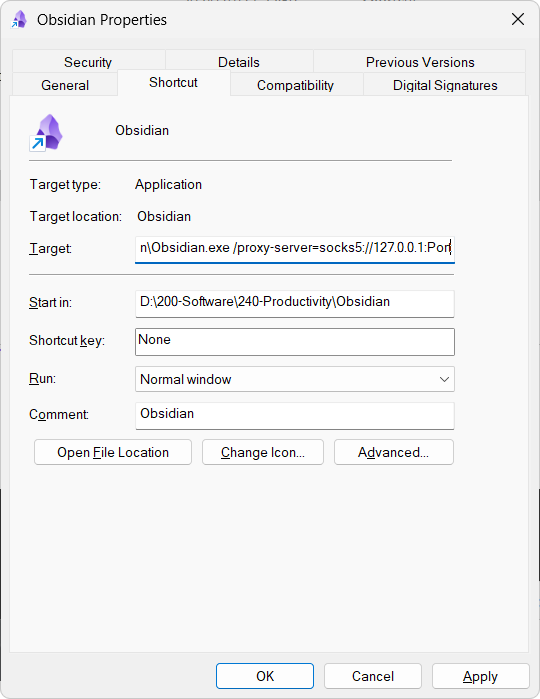 Obsidian Properties
Security Details Previous Versions
General Shortcut Compatibility Digital Signatures
Obsidian
Target type: Application
Target location: Obsidian
Target: n\Obsidian.exe /proxy-server=socks5://127.0.0.1:Port
Start in: D:\200-Software\240-Productivity\Obsidian
Shortcut key: None
Run: Normal window
Comment: Obsidian
Open File Location Change Icon... Advanced...
OK Cancel Apply